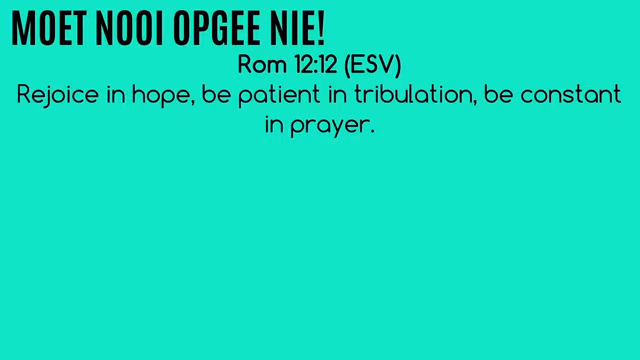 MOET NOOI OPGEE NIE!
Rom 12:12 (ESV)
Rejoice in hope, be patient in tribulation, be constant
in prayer.